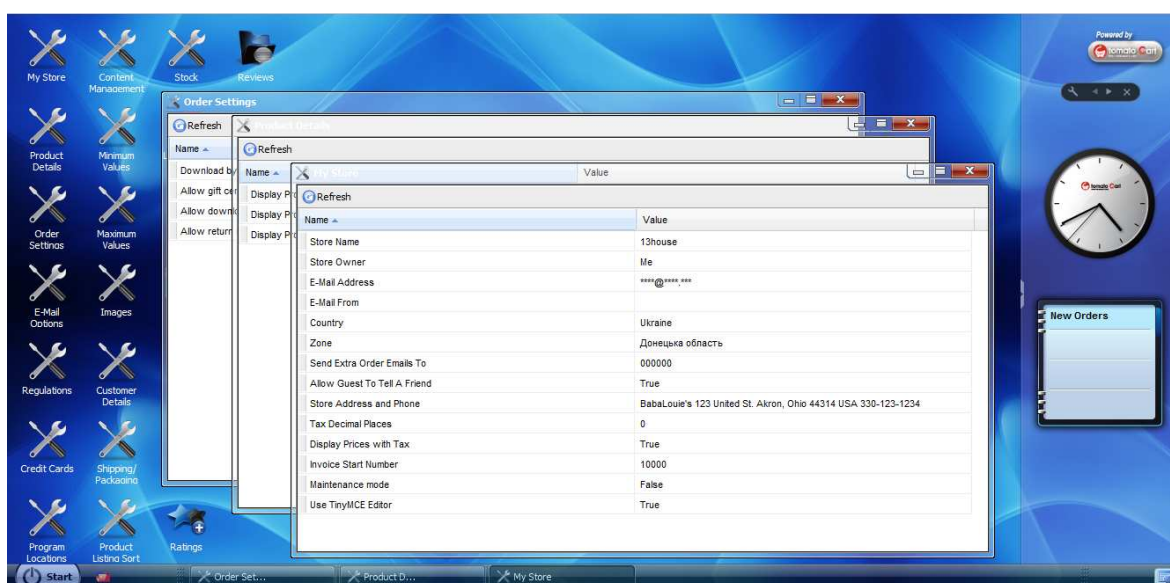 Powered by
tomato Cart
My Store
Content
Management
Stock
Reviews
Product
Details
Minimum
Values
Order
Settings
Maximum
Values
E-Mail
Options
Images
Regulations
Customer
Details
Credit Cards
Shipping/
Packaging
Program
Locations
Product
Listing Sort
Ratings
Order Settings
Refresh
Name
Download by
Allow gift cer
Allow downlo
Allow return
Product Details
Refresh
Name Value
Display Pro
Display Pro
Display Pro
My Store
Refresh
Name Value
Store Name 13house
Store Owner Me
E-Mail Address ****@****.***
E-Mail From
Country Ukraine
Zone Донецька область
Send Extra Order Emails To 000000
Allow Guest To Tell A Friend True
Store Address and Phone BabaLouie's 123 United St. Akron, Ohio 44314 USA 330-123-1234
Tax Decimal Places 0
Display Prices with Tax True
Invoice Start Number 10000
Maintenance mode False
Use TinyMCE Editor True
tomato Cart
New Orders
Start
Order Set...
Product D...
My Store